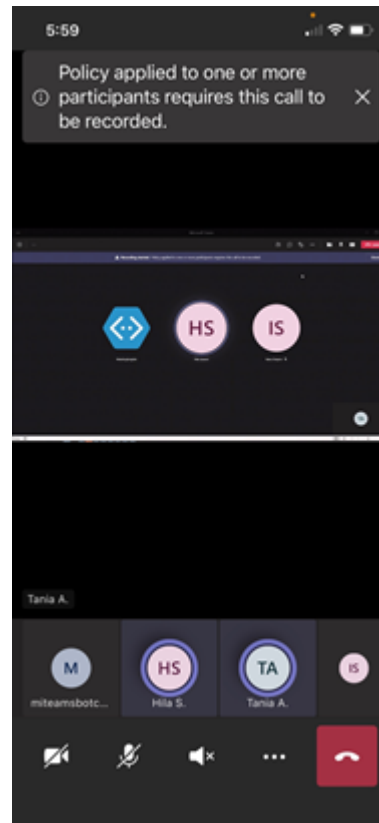 5:59
Policy applied to one or more
participants requires this call to
be recorded.
HS
IS
TA
Tania A.
M
HS
TA
IS
miteamsbotc...
Hila S.
Tania A.